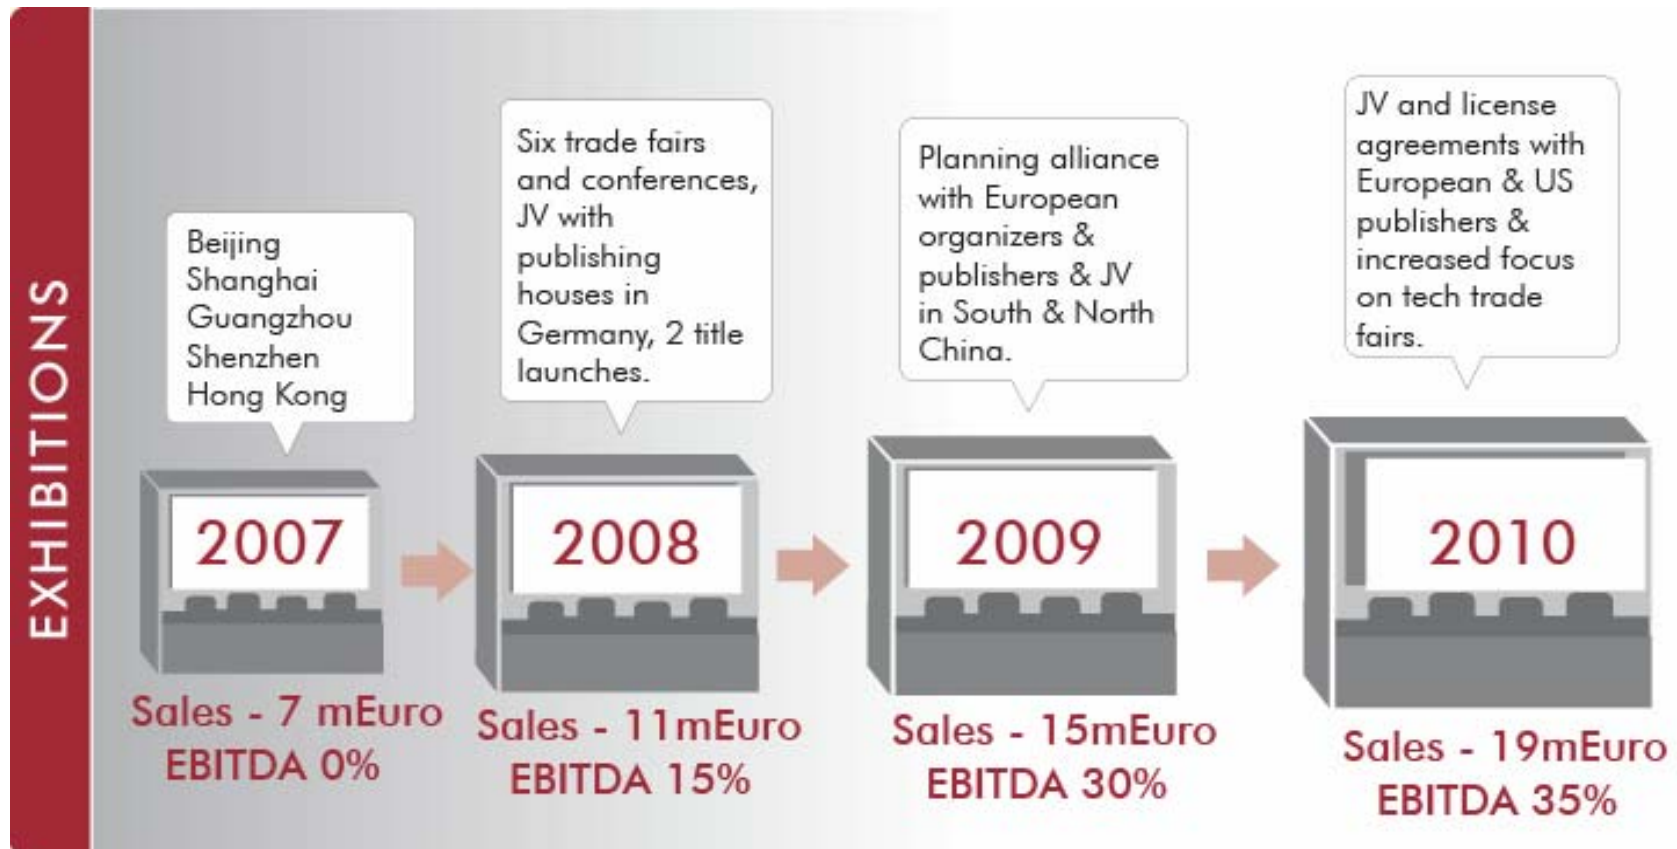 EXHIBITIONS
Beijing
Shanghai
Guangzhou
Shenzhen
Hong Kong
2007
Sales - 7 mEuro
EBITDA 0%
Six trade fairs
and conferences,
JV with
publishing
houses in
Germany, 2 title
launches.
2008
Sales - 11mEuro
EBITDA 15%
Planning alliance
with European
organizers &
publishers & JV
in South & North
China.
2009
Sales - 15mEuro
EBITDA 30%
JV and license
agreements with
European & US
publishers &
increased focus
on tech trade
fairs.
2010
Sales - 19mEuro
EBITDA 35%